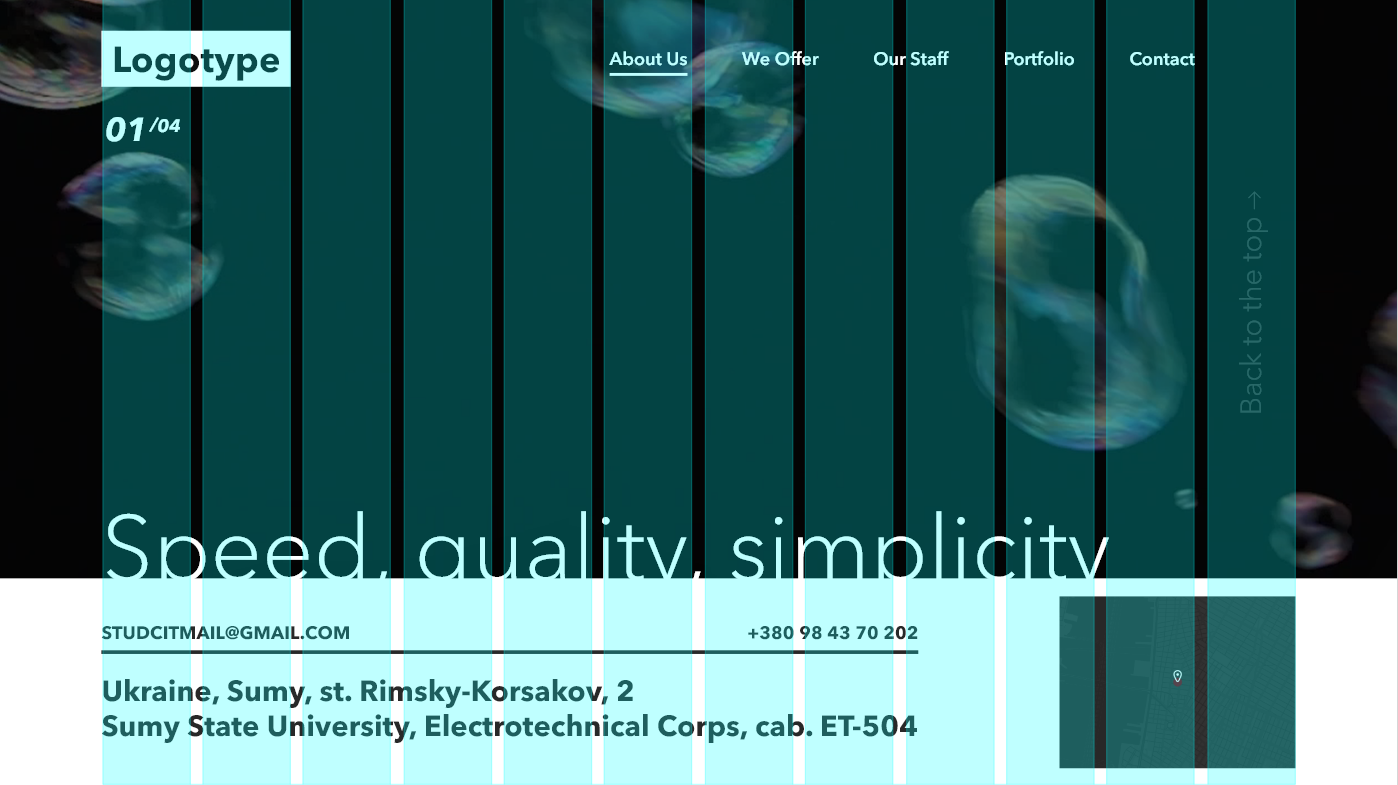 Logotype
About Us
We Offer
Our Staff
Portfolio
Contact
01/04
Back to the top →
Speed, quality, simplicity
STUDCITMAIL@GMAIL.COM
+380 98 43 70 202
Ukraine, Sumy, st. Rimsky-Korsakov, 2
Sumy State University, Electrotechnical Corps, cab. ET-504